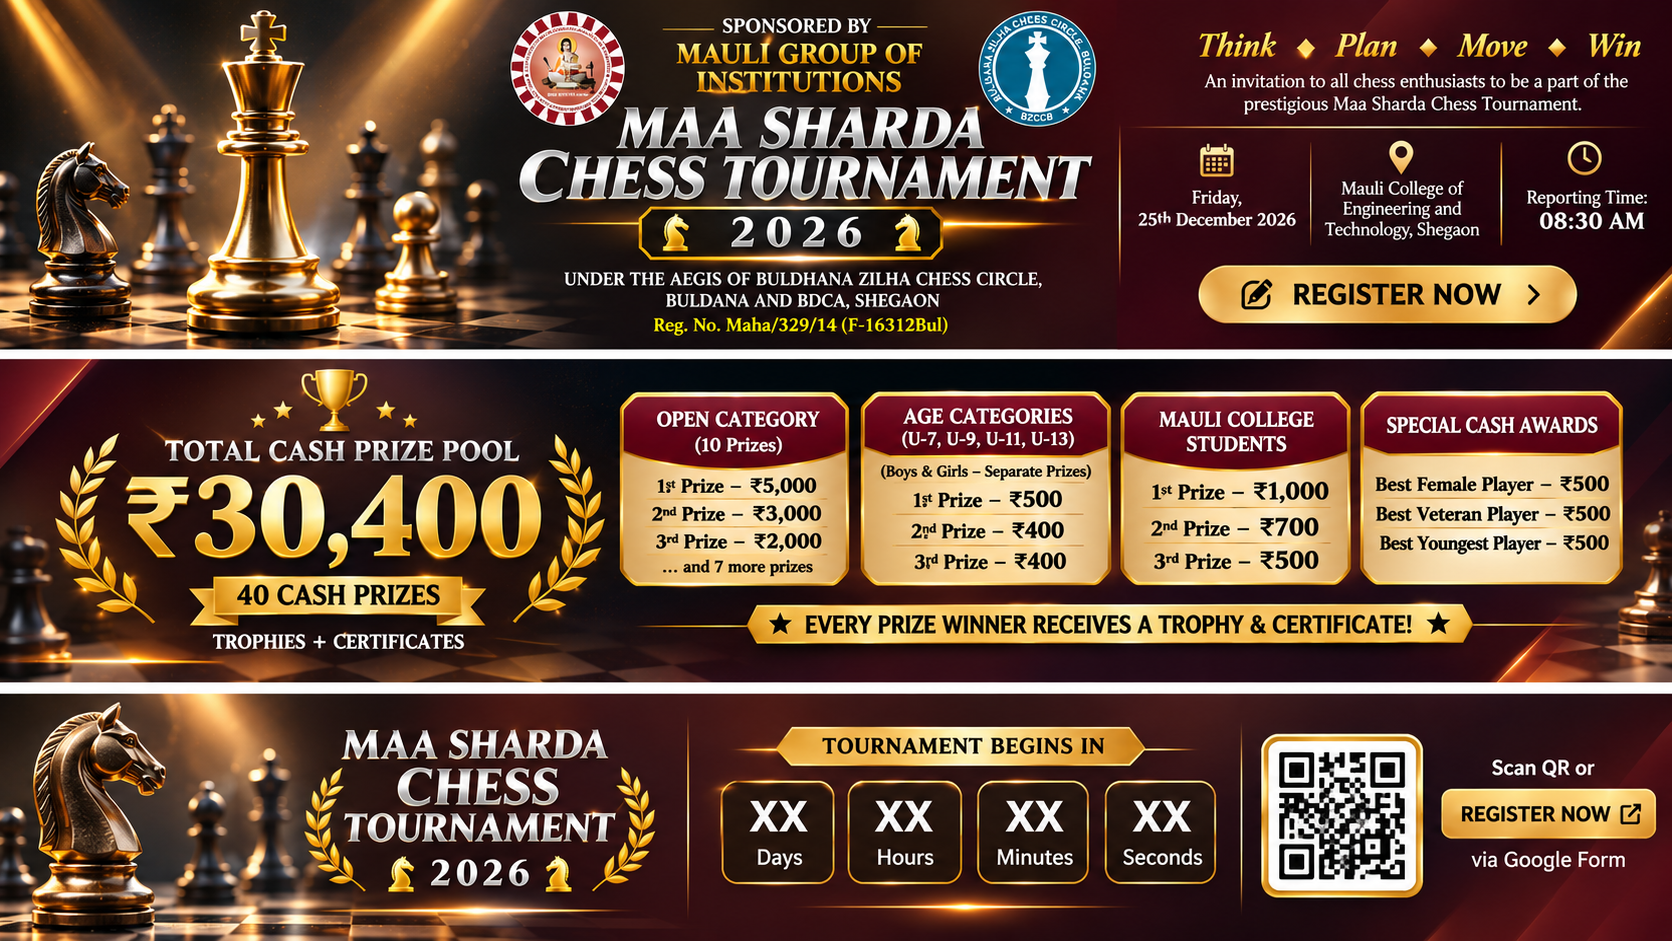 SPONSORED BY
MAULI GROUP OF
INSTITUTIONS
MAA SHARDA
CHESS TOURNAMENT
2026
UNDER THE AEGIS OF BULDHANA ZILHA CHESS CIRCLE,
BULDANA AND BDCA, SHEGAON
Reg. No. Maha/329/14 (F-16312Bul)
BZCCB
Think ◆ Plan ◆ Move ◆ Win
An invitation to all chess enthusiasts to be a part of the
prestigious Maa Sharda Chess Tournament.
Friday,
25th December 2026
Mauli College of
Engineering and
Technology, Shegaon
Reporting Time:
08:30 AM
REGISTER NOW
TOTAL CASH PRIZE POOL
₹30,400
40 CASH PRIZES
TROPHIES + CERTIFICATES
OPEN CATEGORY
(10 Prizes)
1st Prize – ₹5,000
2nd Prize – ₹3,000
3rd Prize – ₹2,000
... and 7 more prizes
AGE CATEGORIES
(U-7, U-9, U-11, U-13)
(Boys & Girls – Separate Prizes)
1st Prize – ₹500
2nd Prize – ₹400
3rd Prize – ₹400
MAULI COLLEGE
STUDENTS
1st Prize – ₹1,000
2nd Prize – ₹700
3rd Prize – ₹500
SPECIAL CASH AWARDS
Best Female Player – ₹500
Best Veteran Player – ₹500
Best Youngest Player – ₹500
★ EVERY PRIZE WINNER RECEIVES A TROPHY & CERTIFICATE! ★
MAA SHARDA
CHESS
TOURNAMENT
2026
TOURNAMENT BEGINS IN
XX Days
XX Hours
XX Minutes
XX Seconds
Scan QR or
REGISTER NOW
via Google Form